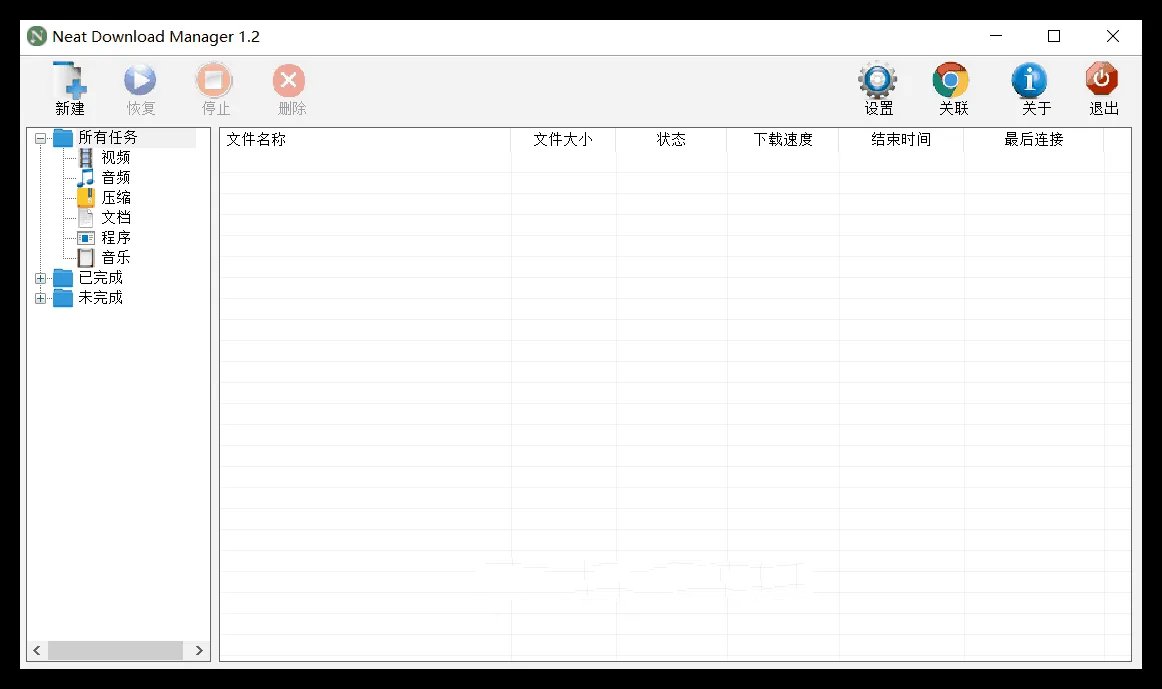 Neat Download Manager 1.2
新建 恢复 停止 删除 设置 关联 关于 退出
文件名称 文件大小 状态 下载速度 结束时间 最后连接
所有任务
视频
音频
压缩
文档
程序
音乐
已完成
未完成